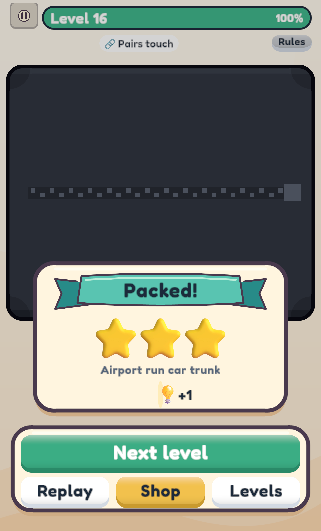 Level 16
100%
Pairs touch
Rules
Packed!
Airport run car trunk
+1
Next level
Replay
Shop
Levels